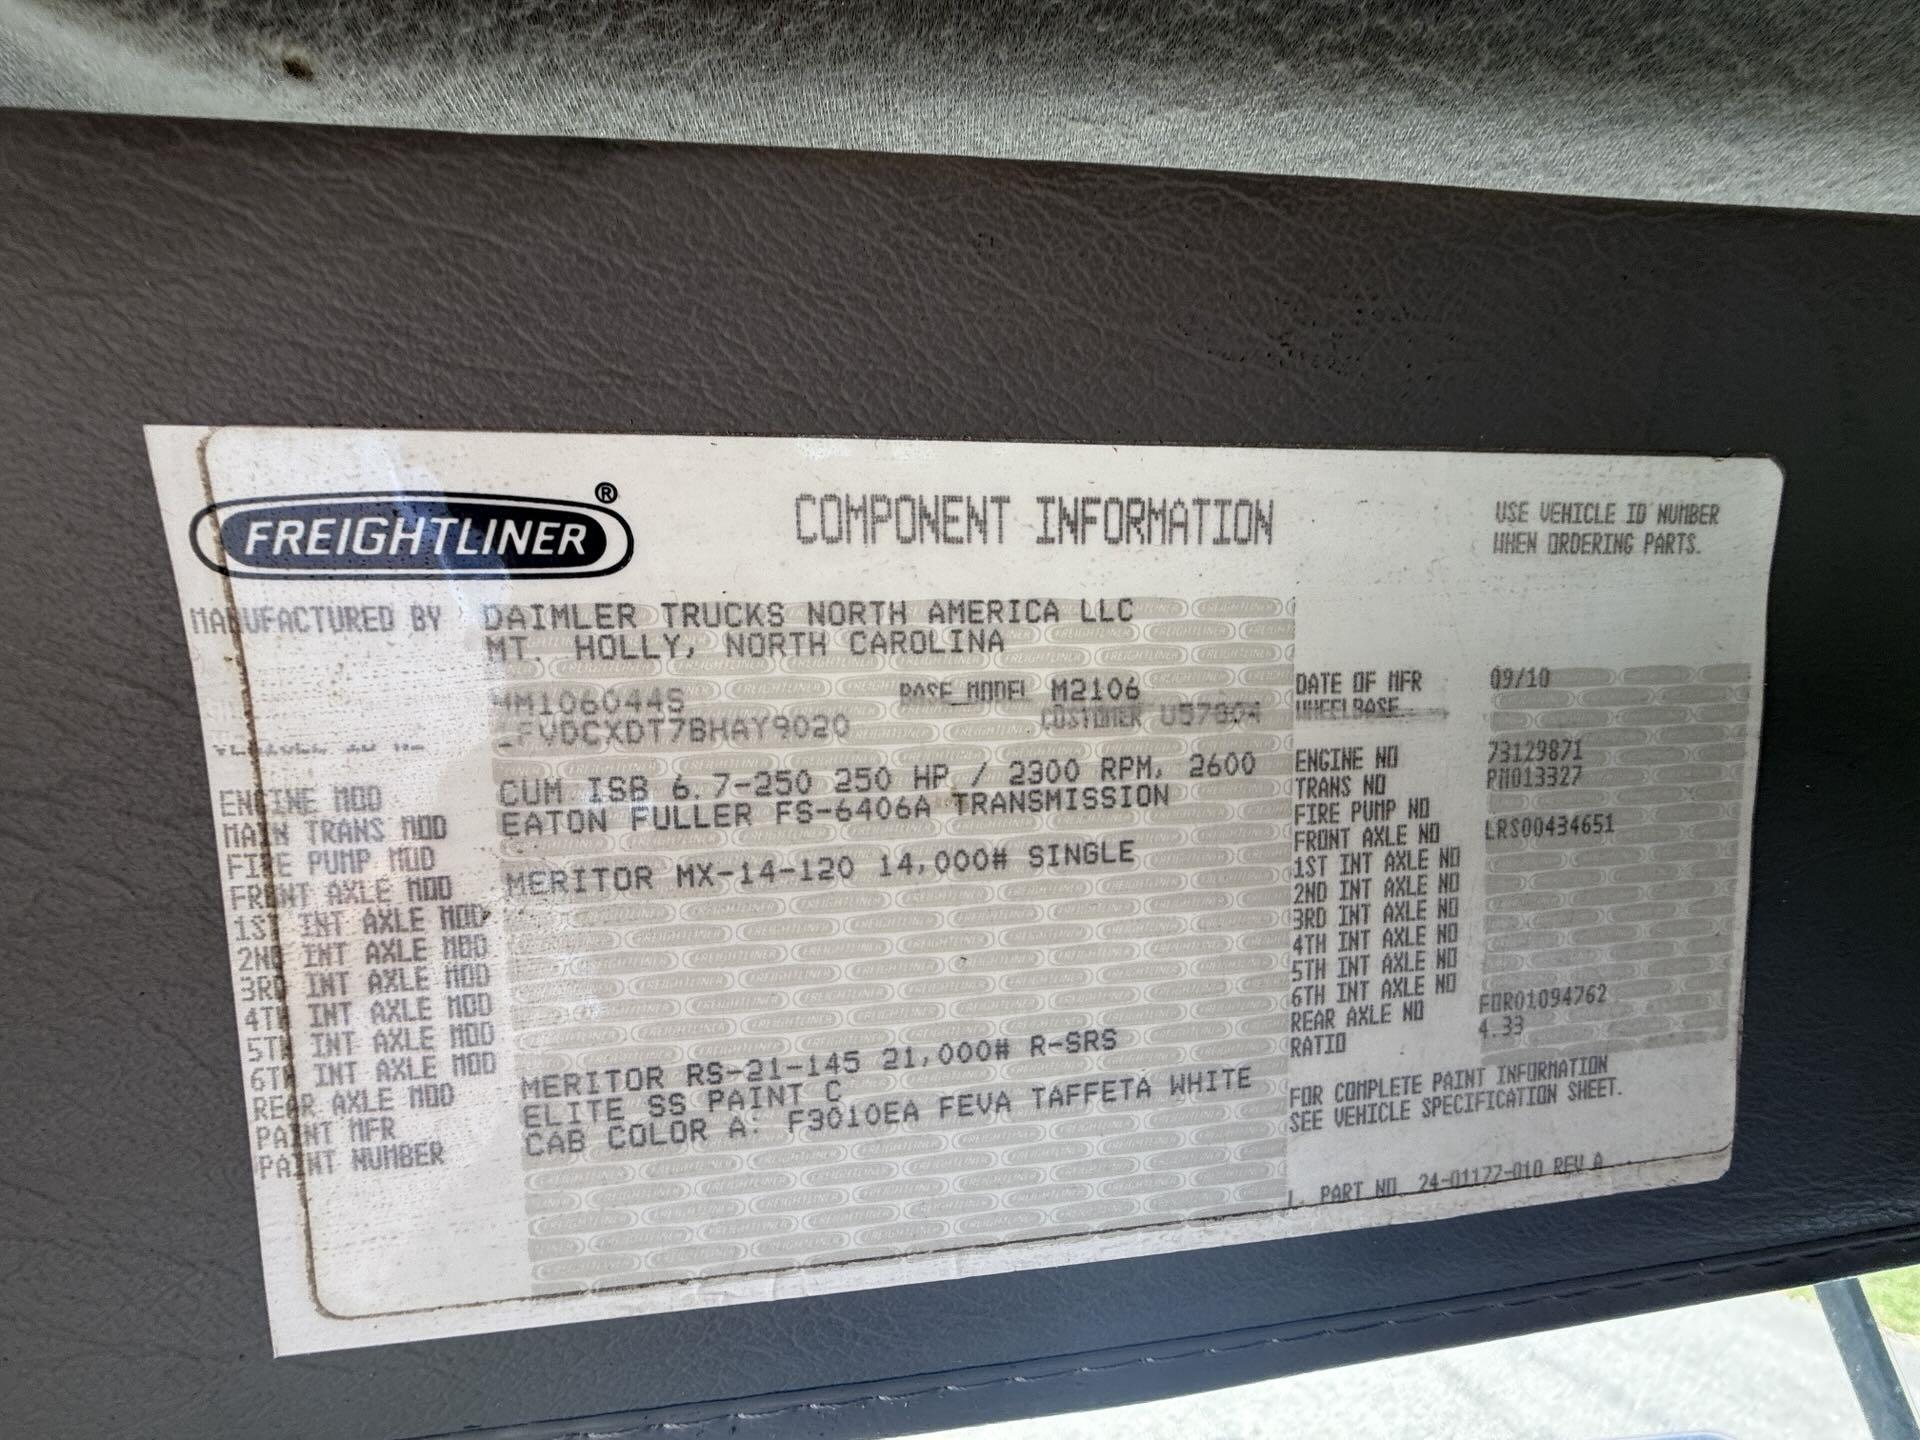 FREIGHTLINER®
COMPONENT INFORMATION
USE VEHICLE ID NUMBER
WHEN ORDERING PARTS.
MANUFACTURED BY DAIMLER TRUCKS NORTH AMERICA LLC
MT. HOLLY, NORTH CAROLINA
MM106044S BASE MODEL M2106
FVDCXDT7BHAY9020 CUSTOMER
DATE OF MFR 09/10
WHEELBASE
ENGINE MOD CUM ISB 6.7-250 250 HP / 2300 RPM, 2600
MAIN TRANS MOD EATON FULLER FS-6406A TRANSMISSION
FIRE PUMP MOD
FRONT AXLE MOD MERITOR MX-14-120 14,000# SINGLE
1ST INT AXLE MOD
2ND INT AXLE MOD
3RD INT AXLE MOD
4TH INT AXLE MOD
5TH INT AXLE MOD
6TH INT AXLE MOD
REAR AXLE MOD MERITOR RS-21-145 21,000# R-SRS
PAINT MFR ELITE SS PAINT C
PAINT NUMBER CAB COLOR A: F3010EA FEVA TAFFETA WHITE
ENGINE NO 73129871
TRANS NO PM013327
FIRE PUMP NO
FRONT AXLE NO LRS00434651
1ST INT AXLE NO
2ND INT AXLE NO
3RD INT AXLE NO
4TH INT AXLE NO
5TH INT AXLE NO
6TH INT AXLE NO
REAR AXLE NO FOR01094762
RATIO 4.33
FOR COMPLETE PAINT INFORMATION
SEE VEHICLE SPECIFICATION SHEET.
PART NO. 24-01177-010 REV A